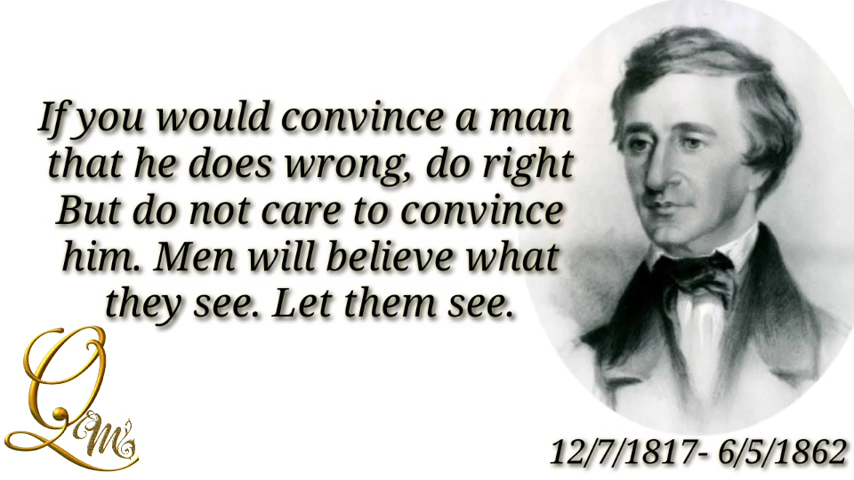 If you would convince a man
that he does wrong, do right
But do not care to convince
him. Men will believe what
they see. Let them see.
QM's
12/7/1817- 6/5/1862